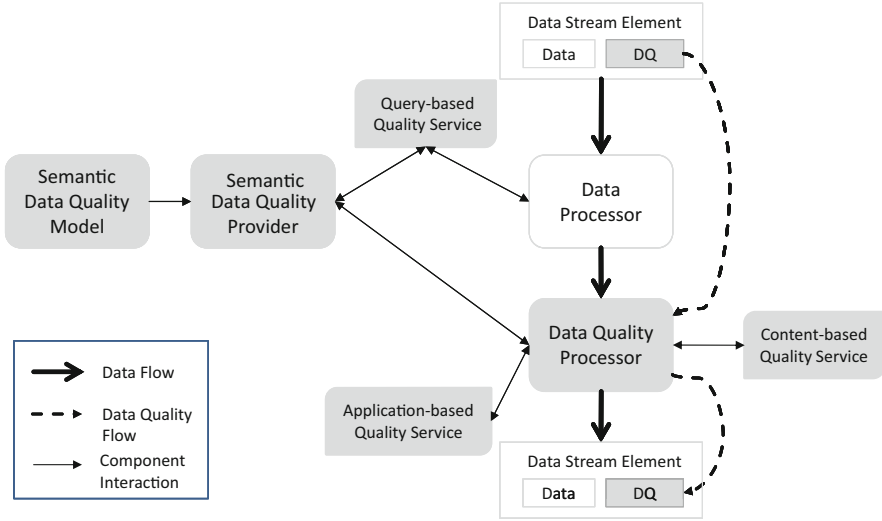 Data Stream Element
Data
DQ
Query-based
Quality Service
Semantic
Data Quality
Model
Semantic
Data Quality
Provider
Data
Processor
Data Quality
Processor
Content-based
Quality Service
Application-based
Quality Service
Data Stream Element
Data
DQ
Data Flow
Data Quality
Flow
Component
Interaction